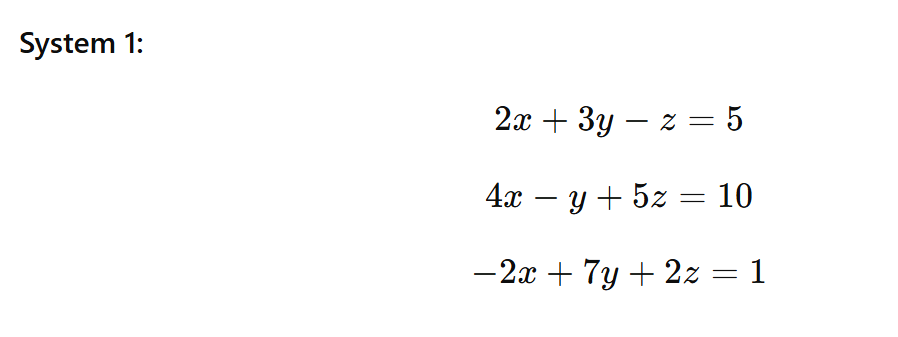 System 1:
2x + 3y − z = 5
4x − y + 5z = 10
−2x + 7y + 2z = 1